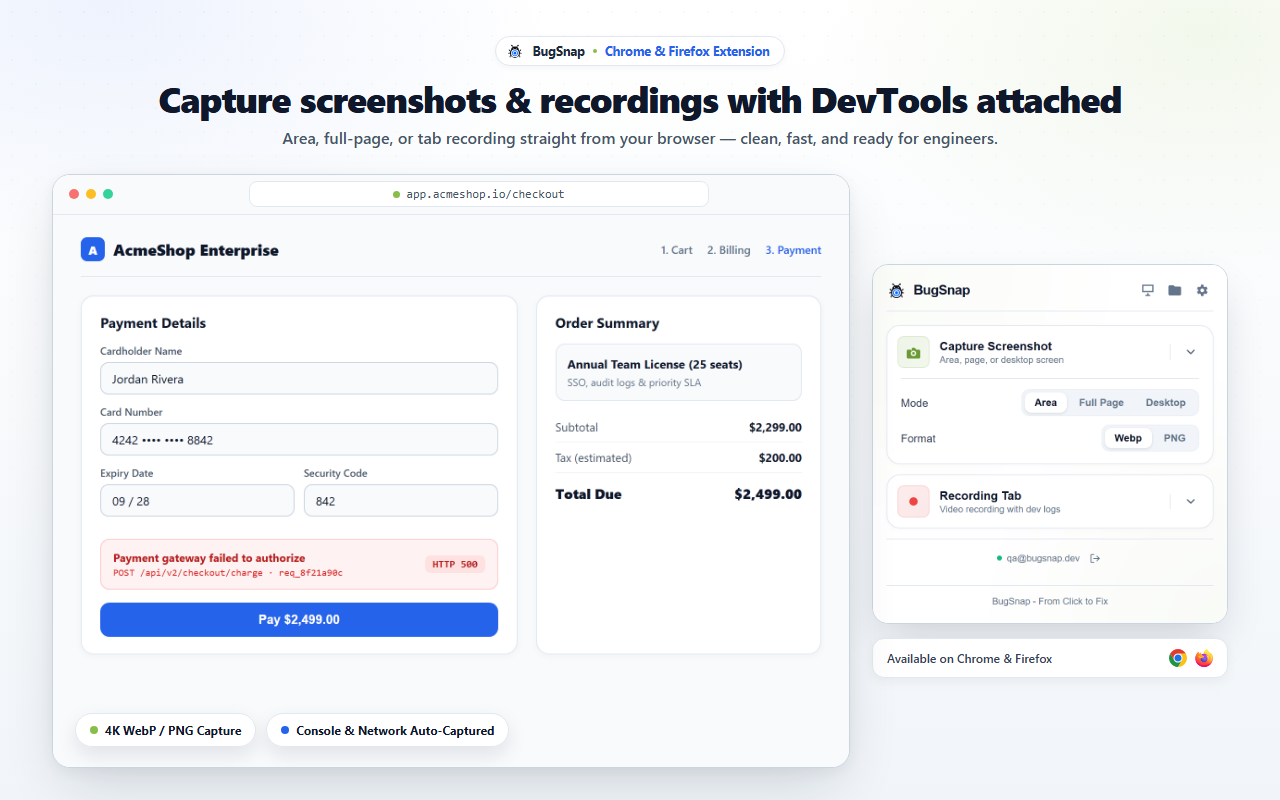 BugSnap • Chrome & Firefox Extension
Capture screenshots & recordings with DevTools attached
Area, full-page, or tab recording straight from your browser — clean, fast, and ready for engineers.
app.acmeshop.io/checkout
A AcmeShop Enterprise
1. Cart 2. Billing 3. Payment
Payment Details
Cardholder Name
Jordan Rivera
Card Number
4242 •••• •••• 8842
Expiry Date Security Code
09 / 28 842
Payment gateway failed to authorize
POST /api/v2/checkout/charge - req_8f21a90c
HTTP 500
Pay $2,499.00
Order Summary
Annual Team License (25 seats)
SSO, audit logs & priority SLA
Subtotal $2,299.00
Tax (estimated) $200.00
Total Due $2,499.00
4K WebP / PNG Capture
Console & Network Auto-Captured
BugSnap
Capture Screenshot
Area, page, or desktop screen
Mode Area Full Page Desktop
Format Webp PNG
Recording Tab
Video recording with dev logs
qa@bugsnap.dev
BugSnap - From Click to Fix
Available on Chrome & Firefox